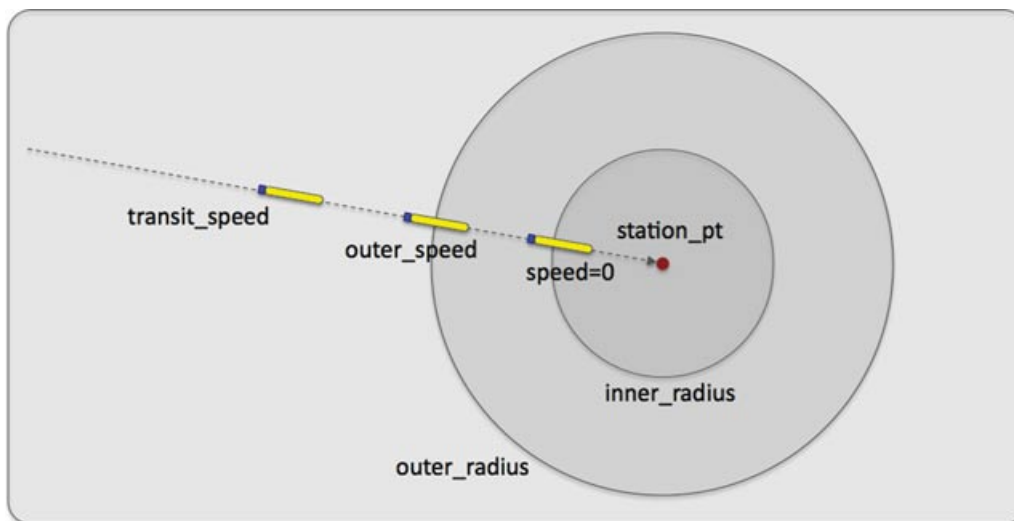 transit_speed
outer_speed
station_pt
speed=0
inner_radius
outer_radius